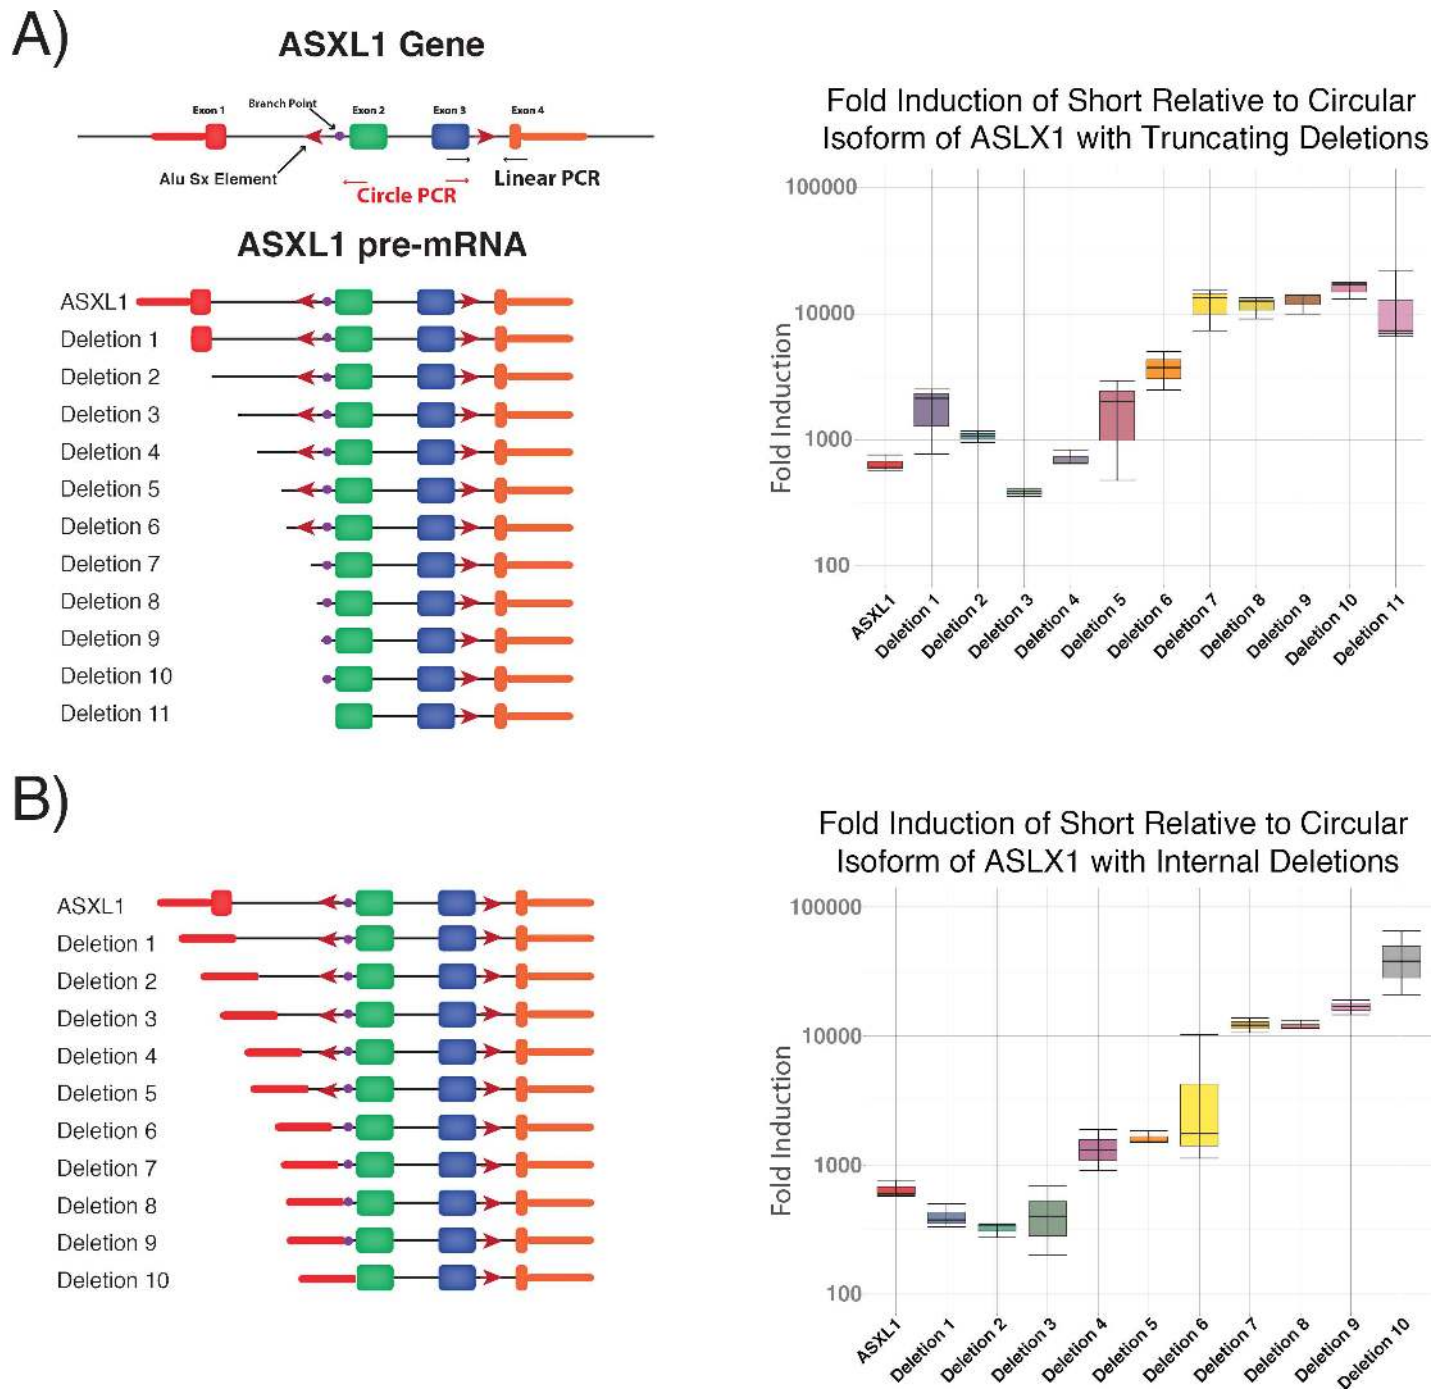 A)
ASXL1 Gene
Exon 1
Branch Point
Exon 2
Exon 3
Exon 4
Alu Sx Element
Linear PCR
Circle PCR
ASXL1 pre-mRNA
ASXL1
Deletion 1
Deletion 2
Deletion 3
Deletion 4
Deletion 5
Deletion 6
Deletion 7
Deletion 8
Deletion 9
Deletion 10
Deletion 11
Fold Induction of Short Relative to Circular
Isoform of ASLX1 with Truncating Deletions
Fold Induction
100000
10000
1000
100
ASXL1
Deletion 1
Deletion 2
Deletion 3
Deletion 4
Deletion 5
Deletion 6
Deletion 7
Deletion 8
Deletion 9
Deletion 10
Deletion 11
B)
ASXL1
Deletion 1
Deletion 2
Deletion 3
Deletion 4
Deletion 5
Deletion 6
Deletion 7
Deletion 8
Deletion 9
Deletion 10
Fold Induction of Short Relative to Circular
Isoform of ASLX1 with Internal Deletions
Fold Induction
100000
10000
1000
100
ASXL1
Deletion 1
Deletion 2
Deletion 3
Deletion 4
Deletion 5
Deletion 6
Deletion 7
Deletion 8
Deletion 9
Deletion 10